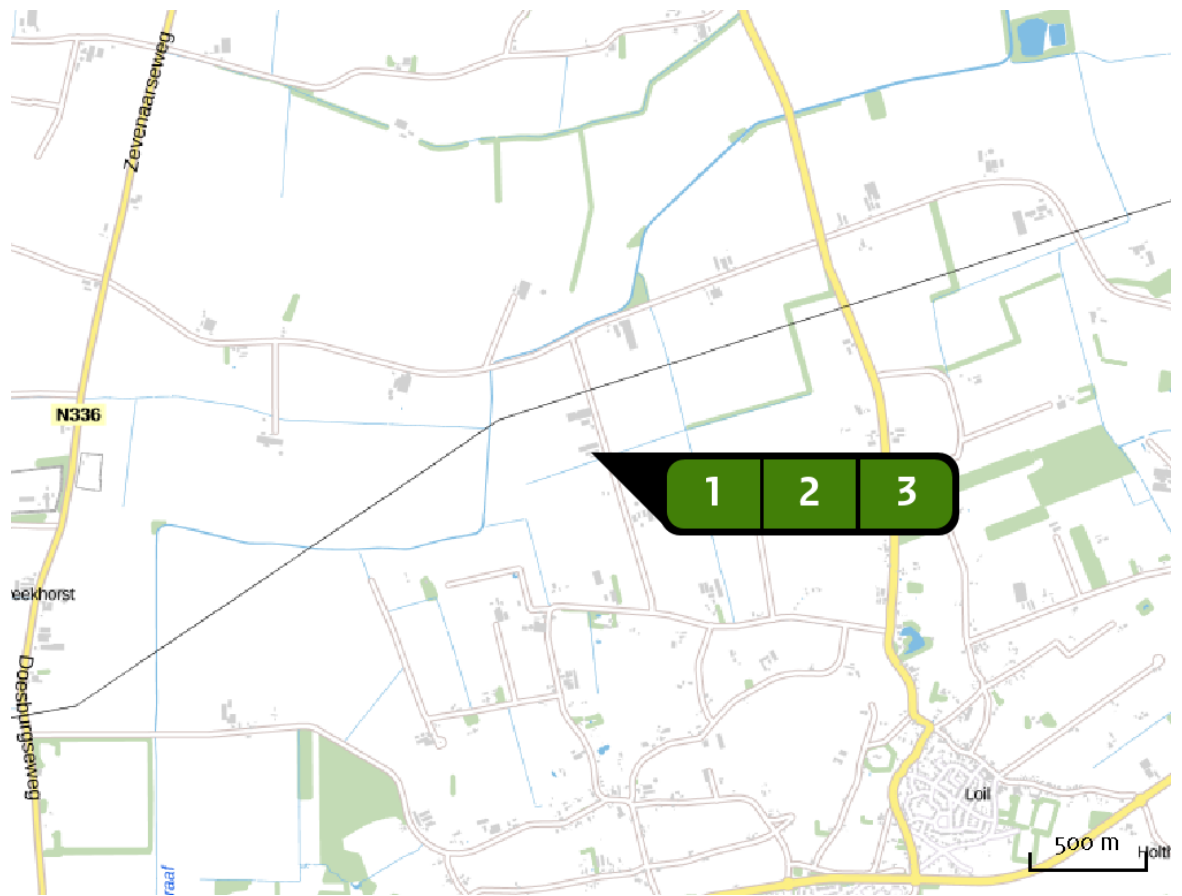 Zevenaarseweg
N336
1 2 3
eekhorst
Doesburgseweg
Loil
500 m
Holth
raaf